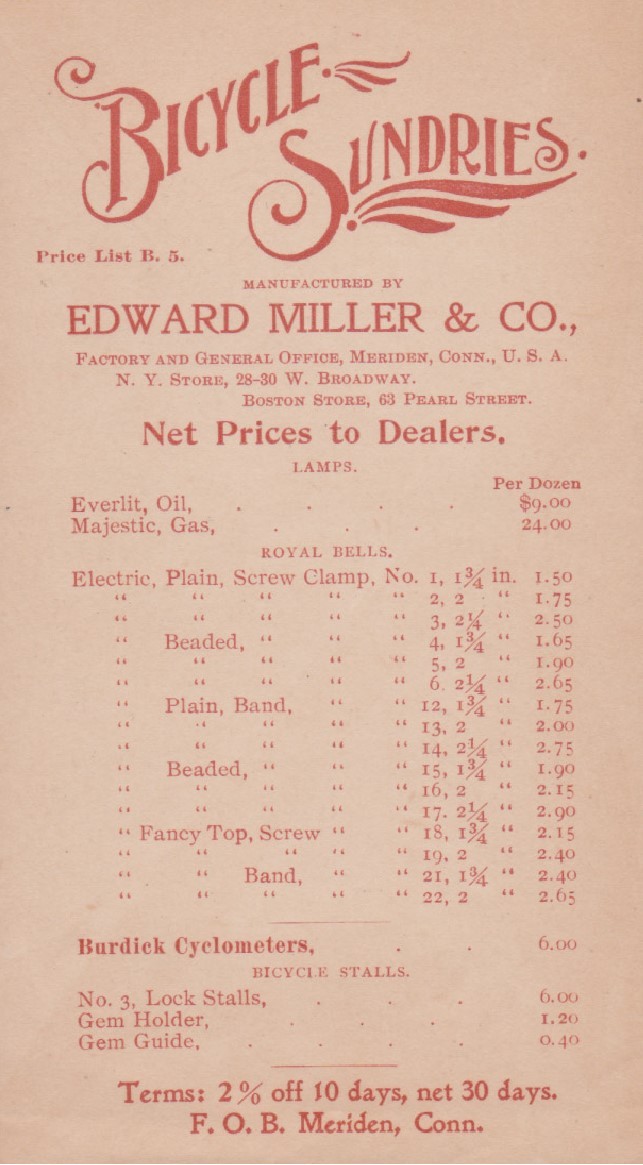 BICYCLE
SUNDRIES.
Price List B. 5.
MANUFACTURED BY
EDWARD MILLER & CO.,
FACTORY AND GENERAL OFFICE, MERIDEN, CONN., U. S. A.
N. Y. STORE, 28-30 W. BROADWAY.
BOSTON STORE, 63 PEARL STREET.
Net Prices to Dealers.
LAMPS.
Per Dozen
Everlit, Oil, . . . . $9.00
Majestic, Gas, . . . 24.00
ROYAL BELLS.
Electric, Plain, Screw Clamp, No. 1, 1¾ in. 1.50
" " " " " 2, 2 " 1.75
" " " " " 3, 2¼ " 2.50
" Beaded, " " " 4, 1¾ " 1.65
" " " " " 5, 2 " 1.90
" " " " " 6. 2¼ " 2.65
" Plain, Band, " " 12, 1¾ " 1.75
" " " " " 13. 2 " 2.00
" " " " " 14, 2¼ " 2.75
" Beaded, " " " 15, 1¾ " 1.90
" " " " " 16, 2 " 2.15
" " " " " 17. 2¼ " 2.90
" Fancy Top, Screw " " 18, 1¾ " 2.15
" " " " " 19, 2 " 2.40
" " Band, " " 21, 1¾ " 2.40
" " " " " 22, 2 " 2.65
Burdick Cyclometers, . . 6.00
BICYCLE STALLS.
No. 3, Lock Stalls, . . . 6.00
Gem Holder, . . . 1.20
Gem Guide, . . . . 0.40
Terms: 2% off 10 days, net 30 days.
F. O. B. Meriden, Conn.